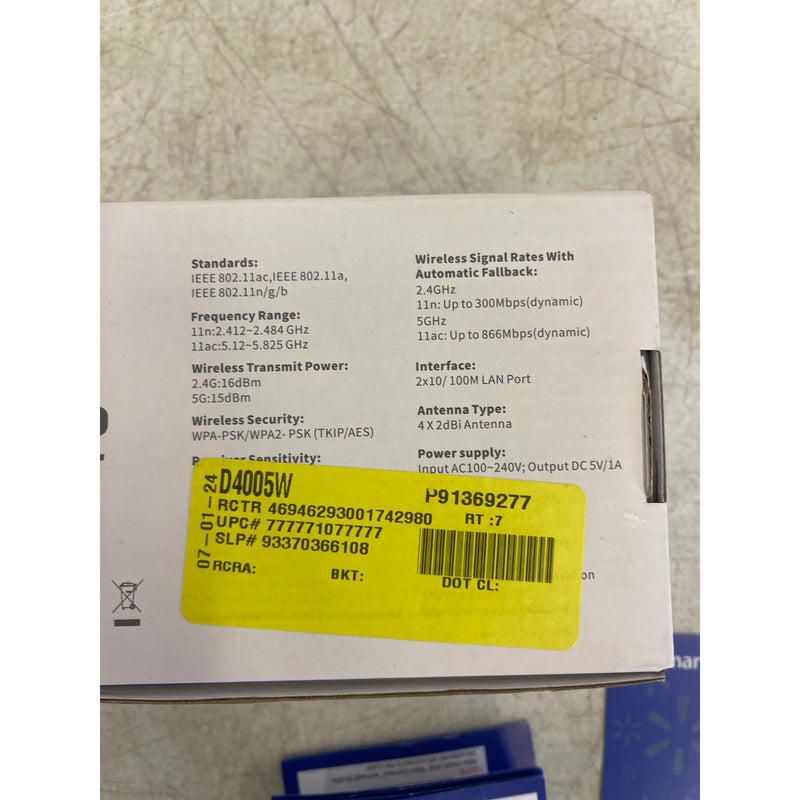 Standards:
IEEE 802.11ac,IEEE 802.11a,
IEEE 802.11n/g/b
Frequency Range:
11n:2.412~2.484 GHz
11ac:5.12~5.825 GHz
Wireless Transmit Power:
2.4G:16dBm
5G:15dBm
Wireless Security:
WPA-PSK/WPA2- PSK (TKIP/AES)
Receiver Sensitivity:
Wireless Signal Rates With
Automatic Fallback:
2.4GHz
11n: Up to 300Mbps(dynamic)
5GHz
11ac: Up to 866Mbps(dynamic)
Interface:
2x10/ 100M LAN Port
Antenna Type:
4 X 2dBi Antenna
Power supply:
Input AC100~240V; Output DC 5V/1A
on
07-01-24
D4005W P91369277
RCTR 46946293001742980 RT :7
UPC# 777771077777
SLP# 93370366108
RCRA: BKT: DOT CL:
mar